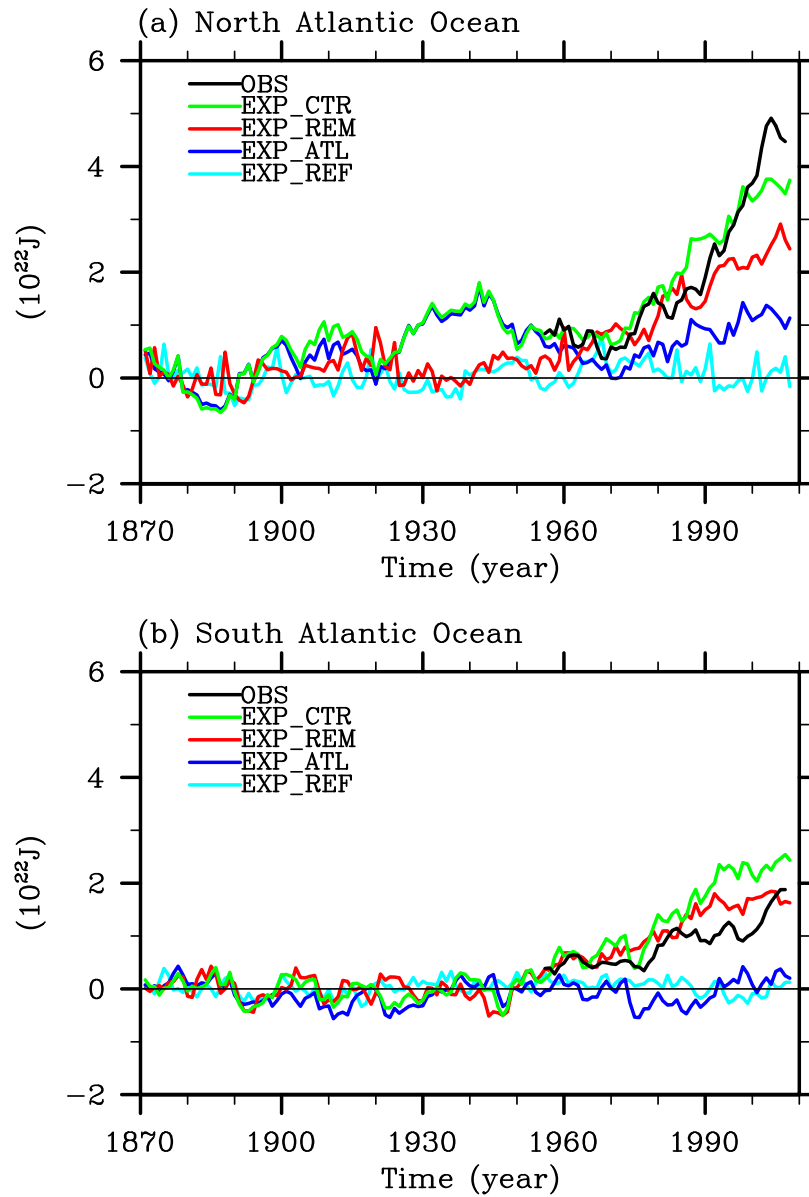 (a) North Atlantic Ocean
6
OBS
EXP_CTR
EXP_REM
EXP_ATL
EXP_REF
4
(10²²J)
2
0
−2
1870 1900 1930 1960 1990
Time (year)
(b) South Atlantic Ocean
6
OBS
EXP_CTR
EXP_REM
EXP_ATL
EXP_REF
4
(10²²J)
2
0
−2
1870 1900 1930 1960 1990
Time (year)